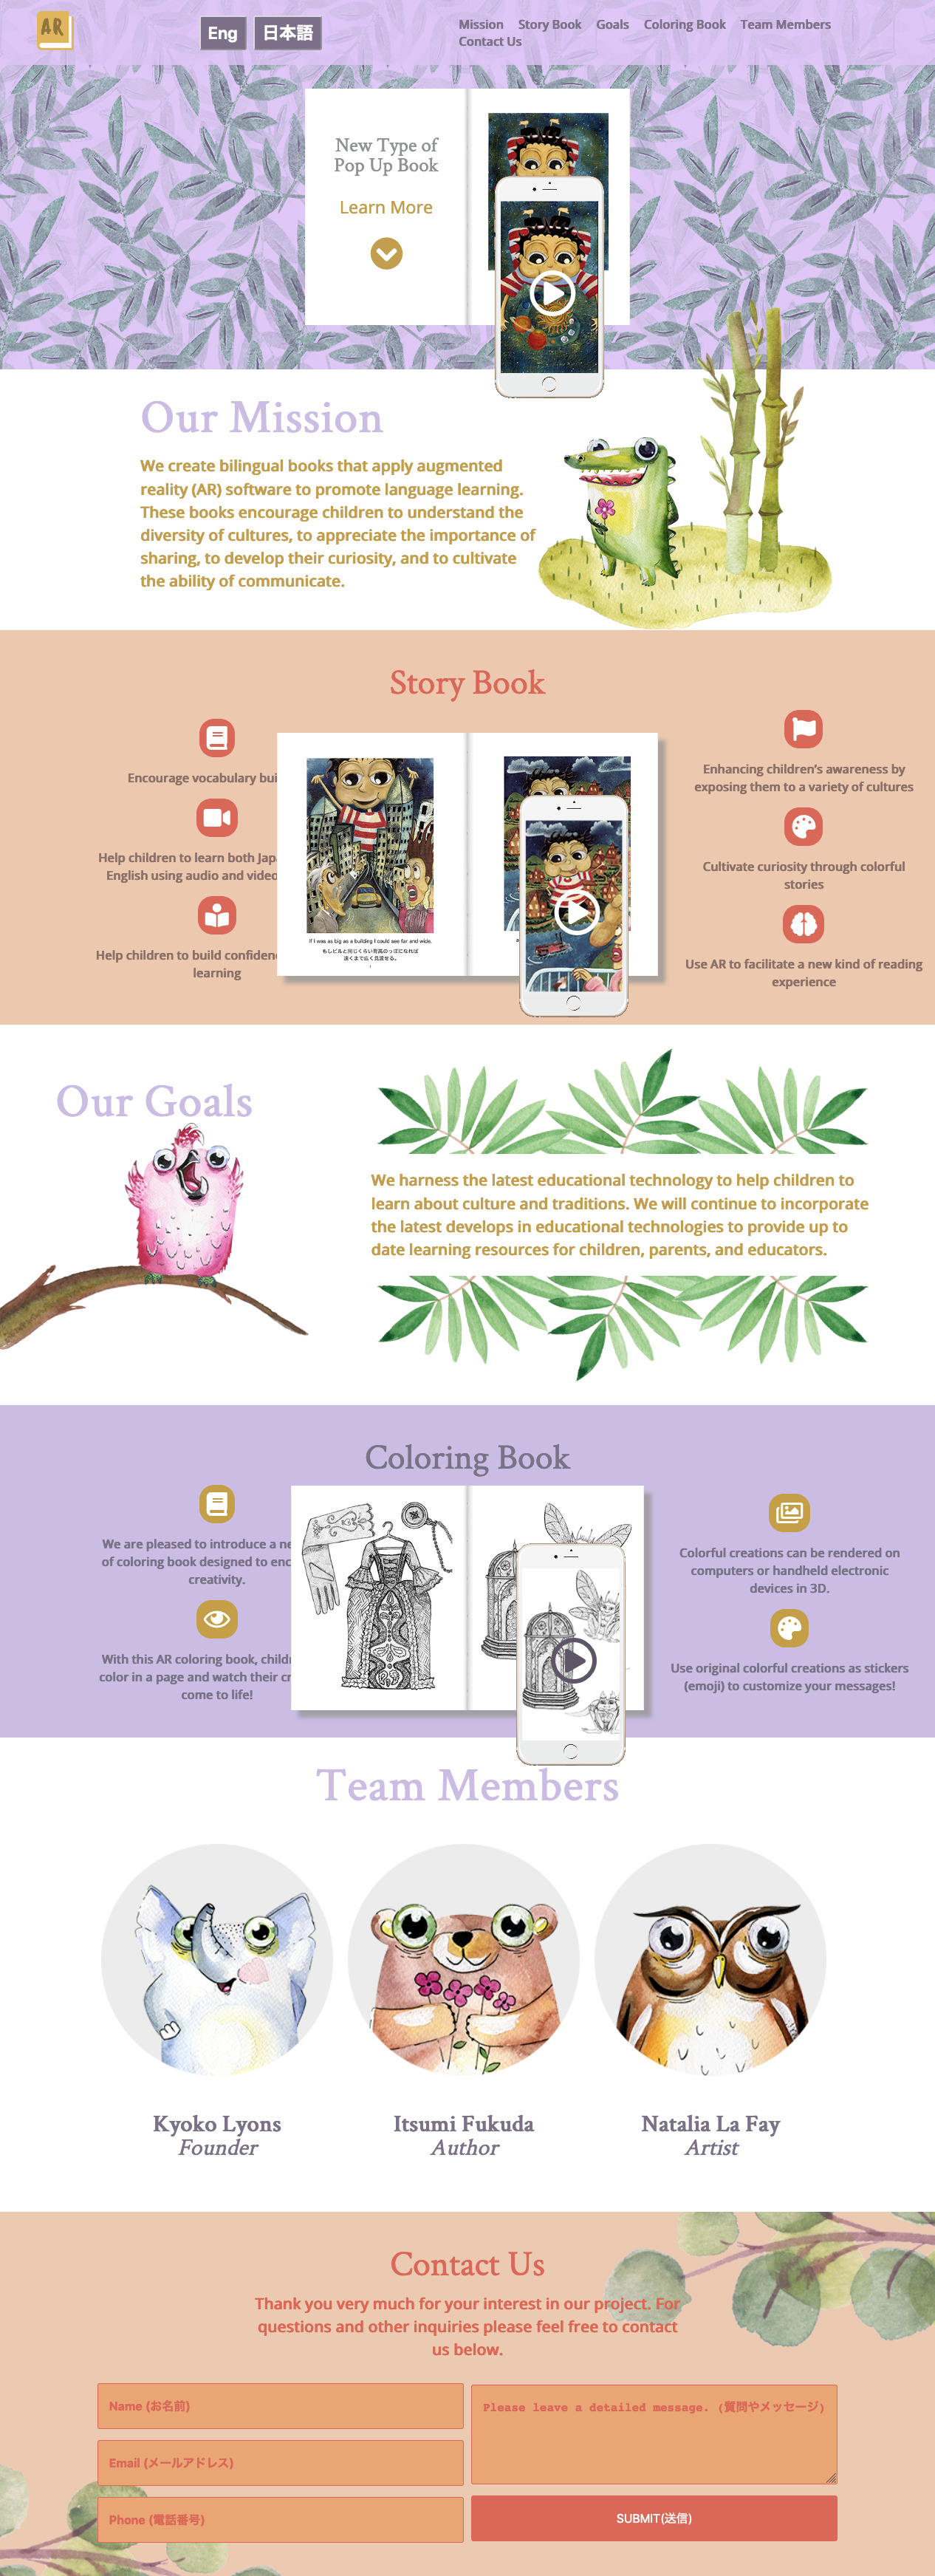 AR
Eng 日本語
Mission Story Book Goals Coloring Book Team Members
Contact Us
New Type of
Pop Up Book
Learn More
Our Mission
We create bilingual books that apply augmented
reality (AR) software to promote language learning.
These books encourage children to understand the
diversity of cultures, to appreciate the importance of
sharing, to develop their curiosity, and to cultivate
the ability of communicate.
Story Book
Encourage vocabulary bui
Help children to learn both Jap
English using audio and video
Help children to build confiden
learning
If I was as big as a building I could see far and wide.
もしビルと同じくらい背高のっぽになれば
遠くまで広く見渡せる。
Enhancing children's awareness by
exposing them to a variety of cultures
Cultivate curiosity through colorful
stories
Use AR to facilitate a new kind of reading
experience
Our Goals
We harness the latest educational technology to help children to
learn about culture and traditions. We will continue to incorporate
the latest develops in educational technologies to provide up to
date learning resources for children, parents, and educators.
Coloring Book
We are pleased to introduce a ne
of coloring book designed to enc
creativity.
With this AR coloring book, childr
color in a page and watch their cr
come to life!
Colorful creations can be rendered on
computers or handheld electronic
devices in 3D.
Use original colorful creations as stickers
(emoji) to customize your messages!
Team Members
Kyoko Lyons
Founder
Itsumi Fukuda
Author
Natalia La Fay
Artist
Contact Us
Thank you very much for your interest in our project. For
questions and other inquiries please feel free to contact
us below.
Name (お名前)
Email (メールアドレス)
Phone (電話番号)
Please leave a detailed message. (質問やメッセージ)
SUBMIT(送信)